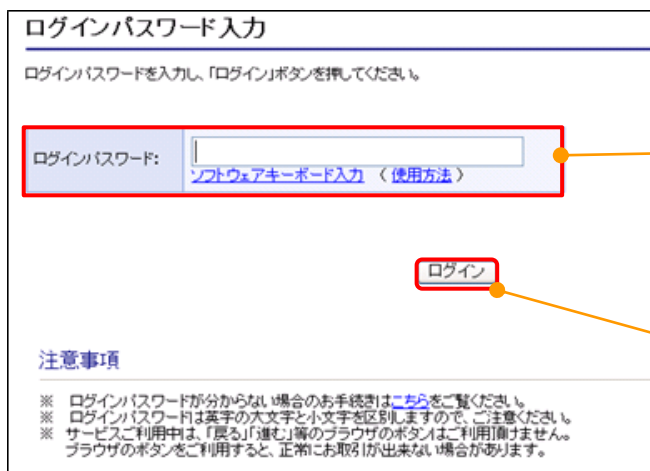 ログインパスワード入力
ログインパスワードを入力し、「ログイン」ボタンを押してください。
ログインパスワード:
ソフトウェアキーボード入力 （使用方法）
ログイン
注意事項
※ ログインパスワードが分からない場合のお手続きはこちらをご覧ください。
※ ログインパスワードは英字の大文字と小文字を区別しますので、ご注意ください。
※ サービスご利用中は、「戻る」「進む」等のブラウザのボタンはご利用頂けません。
ブラウザのボタンをご利用すると、正常にお取引が出来ない場合があります。